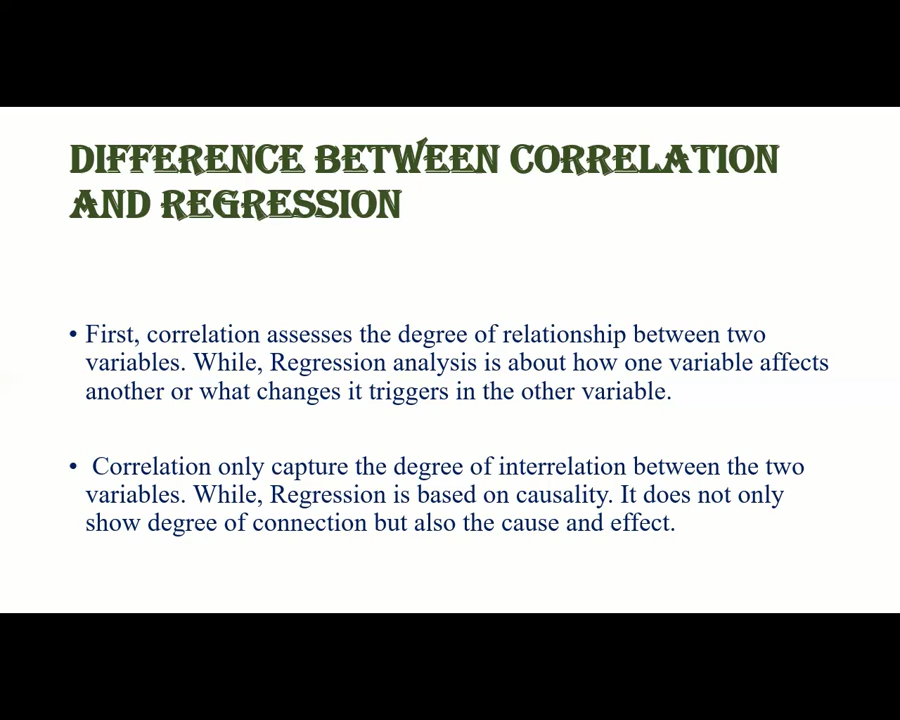 DIFFERENCE BETWEEN CORRELATION
AND REGRESSION
• First, correlation assesses the degree of relationship between two
variables. While, Regression analysis is about how one variable affects
another or what changes it triggers in the other variable.
• Correlation only capture the degree of interrelation between the two
variables. While, Regression is based on causality. It does not only
show degree of connection but also the cause and effect.